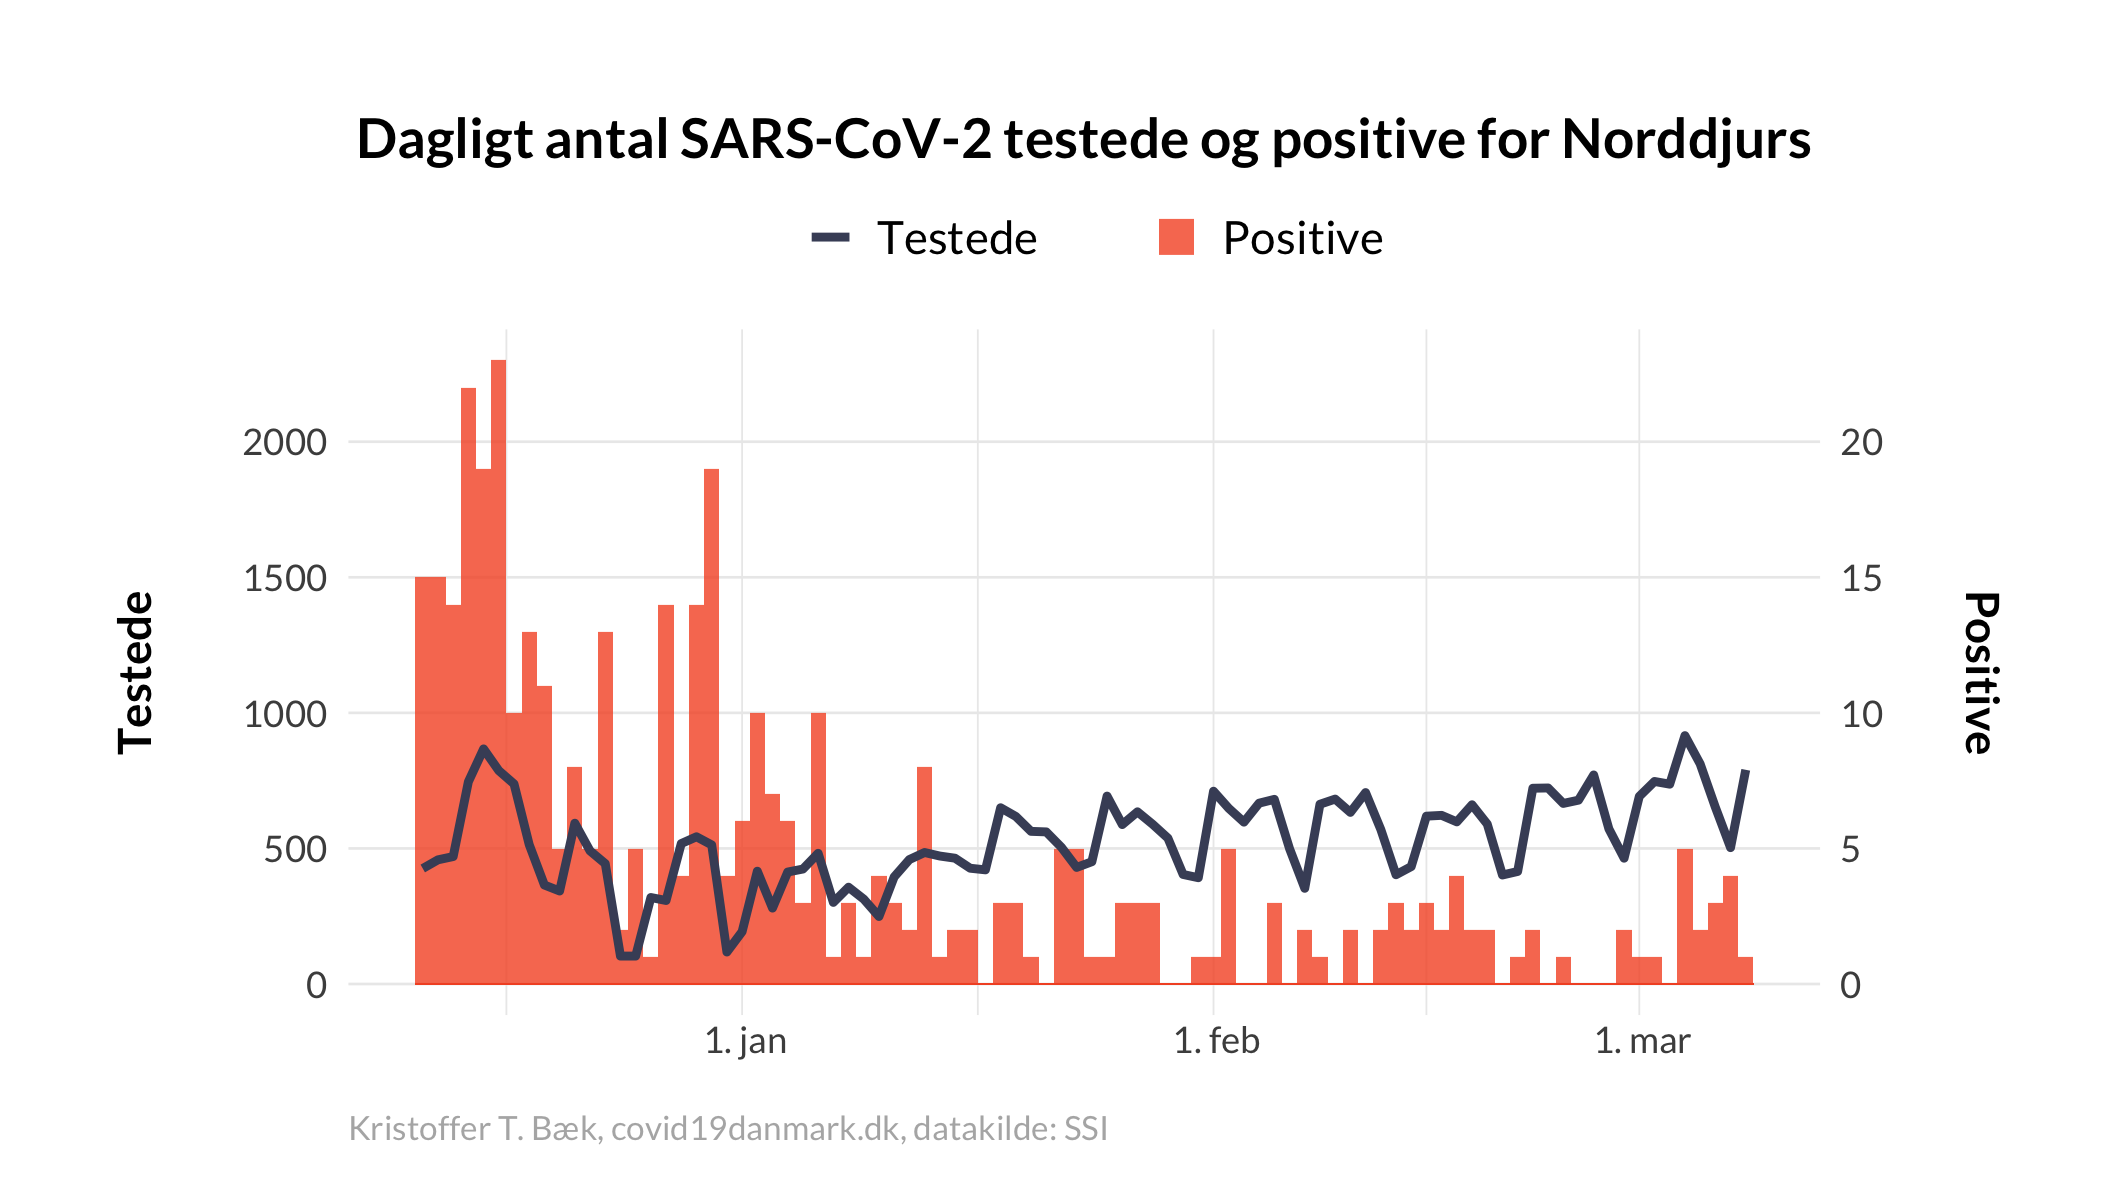 Dagligt antal SARS-CoV-2 testede og positive for Norddjurs
Testede
Positive
Testede
2000
1500
1000
500
0
20
15
10
5
0
Positive
1. jan
1. feb
1. mar
Kristoffer T. Bæk, covid19danmark.dk, datakilde: SSI